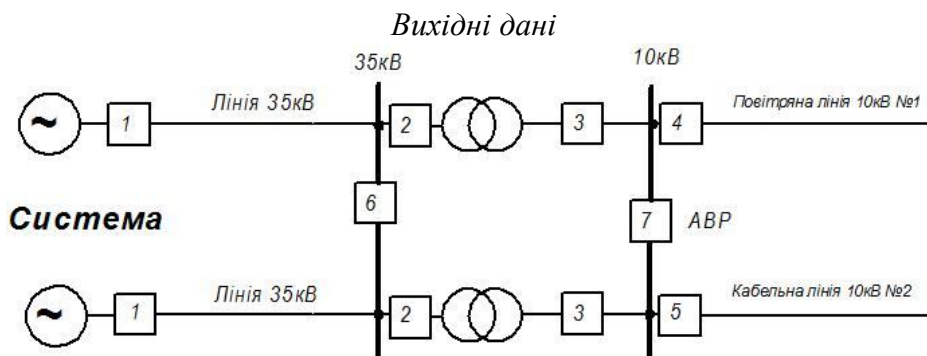 Вихідні дані
35кВ 10кВ
Лінія 35кВ Повітряна лінія 10кВ №1
~ 1 2 3 4
6
Система 7 АВР
Лінія 35кВ Кабельна лінія 10кВ №2
~ 1 2 3 5